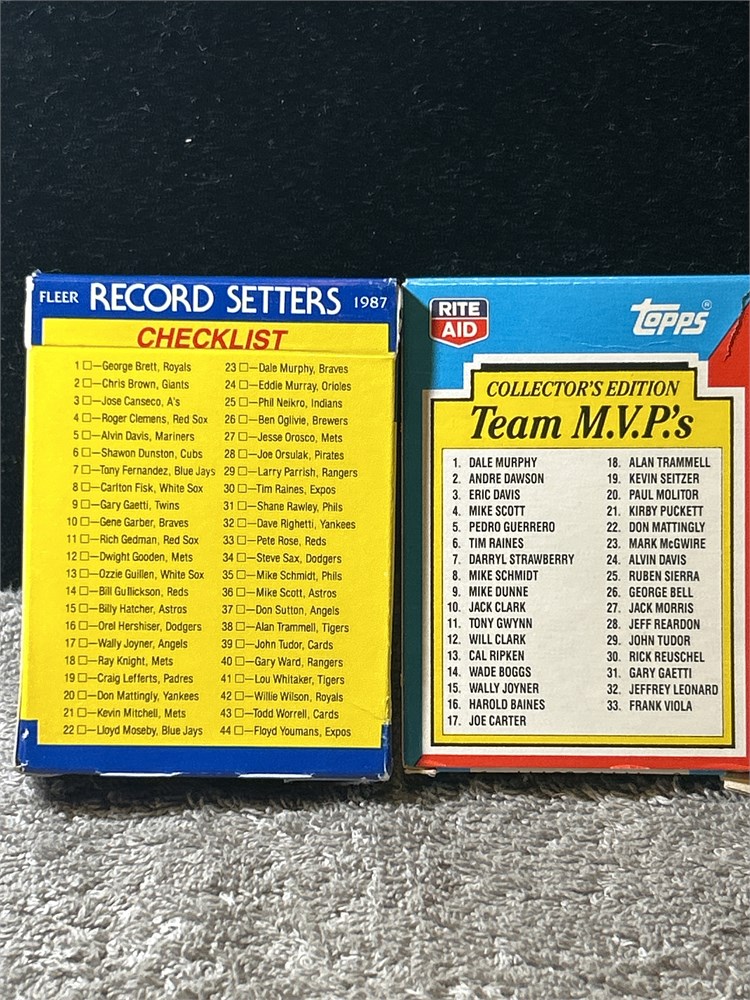 FLEER RECORD SETTERS 1987
CHECKLIST
1 □—George Brett, Royals
2 □—Chris Brown, Giants
3 □—Jose Canseco, A's
4 □—Roger Clemens, Red Sox
5 □—Alvin Davis, Mariners
6 □—Shawon Dunston, Cubs
7 □—Tony Fernandez, Blue Jays
8 □—Carlton Fisk, White Sox
9 □—Gary Gaetti, Twins
10 □—Gene Garber, Braves
11 □—Rich Gedman, Red Sox
12 □—Dwight Gooden, Mets
13 □—Ozzie Guillen, White Sox
14 □—Bill Gullickson, Reds
15 □—Billy Hatcher, Astros
16 □—Orel Hershiser, Dodgers
17 □—Wally Joyner, Angels
18 □—Ray Knight, Mets
19 □—Craig Lefferts, Padres
20 □—Don Mattingly, Yankees
21 □—Kevin Mitchell, Mets
22 □—Lloyd Moseby, Blue Jays
23 □—Dale Murphy, Braves
24 □—Eddie Murray, Orioles
25 □—Phil Neikro, Indians
26 □—Ben Ogilvie, Brewers
27 □—Jesse Orosco, Mets
28 □—Joe Orsulak, Pirates
29 □—Larry Parrish, Rangers
30 □—Tim Raines, Expos
31 □—Shane Rawley, Phils
32 □—Dave Righetti, Yankees
33 □—Pete Rose, Reds
34 □—Steve Sax, Dodgers
35 □—Mike Schmidt, Phils
36 □—Mike Scott, Astros
37 □—Don Sutton, Angels
38 □—Alan Trammell, Tigers
39 □—John Tudor, Cards
40 □—Gary Ward, Rangers
41 □—Lou Whitaker, Tigers
42 □—Willie Wilson, Royals
43 □—Todd Worrell, Cards
44 □—Floyd Youmans, Expos
RITE
AID
TOPPS®
COLLECTOR'S EDITION
Team M.V.P.'s
1. DALE MURPHY
2. ANDRE DAWSON
3. ERIC DAVIS
4. MIKE SCOTT
5. PEDRO GUERRERO
6. TIM RAINES
7. DARRYL STRAWBERRY
8. MIKE SCHMIDT
9. MIKE DUNNE
10. JACK CLARK
11. TONY GWYNN
12. WILL CLARK
13. CAL RIPKEN
14. WADE BOGGS
15. WALLY JOYNER
16. HAROLD BAINES
17. JOE CARTER
18. ALAN TRAMMELL
19. KEVIN SEITZER
20. PAUL MOLITOR
21. KIRBY PUCKETT
22. DON MATTINGLY
23. MARK McGWIRE
24. ALVIN DAVIS
25. RUBEN SIERRA
26. GEORGE BELL
27. JACK MORRIS
28. JEFF REARDON
29. JOHN TUDOR
30. RICK REUSCHEL
31. GARY GAETTI
32. JEFFREY LEONARD
33. FRANK VIOLA